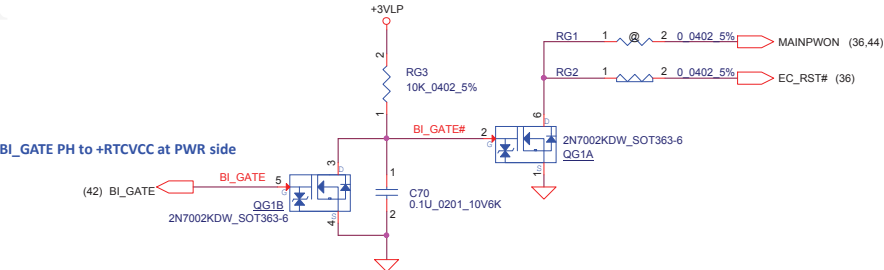 +3VLP
RG1 1 @ 2 0_0402_5% MAINPWON (36,44)
RG2 1 2 0_0402_5% EC_RST# (36)
2
RG3
10K_0402_5%
1
BI_GATE#
2
G
6
D
S
1
2N7002KDW_SOT363-6
QG1A
BI_GATE PH to +RTCVCC at PWR side
(42) BI_GATE
BI_GATE
5
G
3
D
S
4
QG1B
2N7002KDW_SOT363-6
1
C70
0.1U_0201_10V6K
2